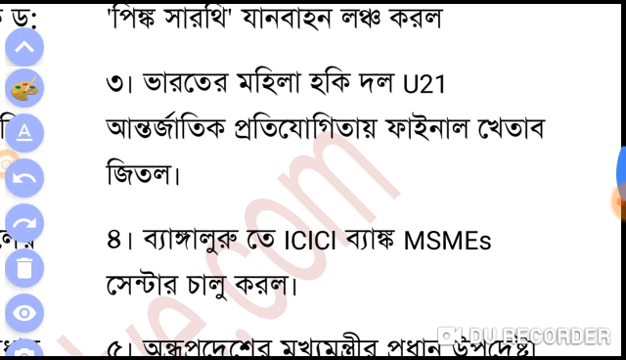 ড:
'পিঙ্ক সারথি' যানবাহন লঞ্চ করল
৩। ভারতের মহিলা হকি দল U21
আন্তর্জাতিক প্রতিযোগিতায় ফাইনাল খেতাব
জিতল।
৪। ব্যাঙ্গালুরু তে ICICI ব্যাঙ্ক MSMEs
সেন্টার চালু করল।
৫। অন্ধ্রপ্রদেশের মুখ্যমন্ত্রীর প্রধান উপদেষ্টা
DU RECORDER